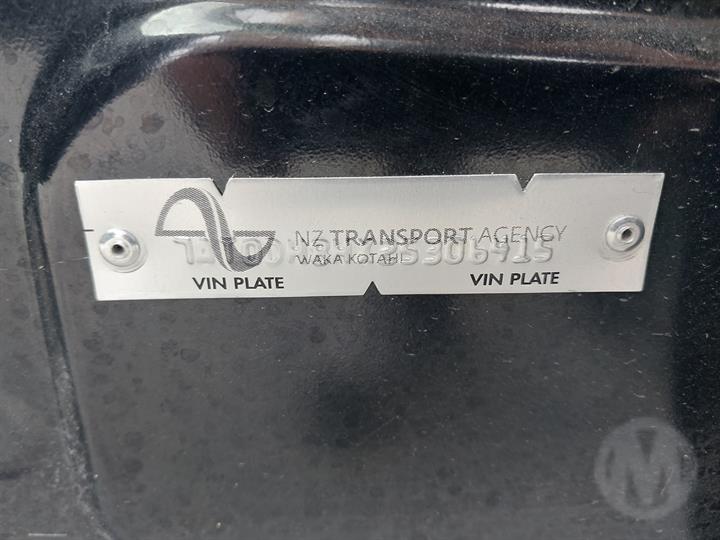 NZ TRANSPORT AGENCY
WAKA KOTAHI
VIN PLATE VIN PLATE
M